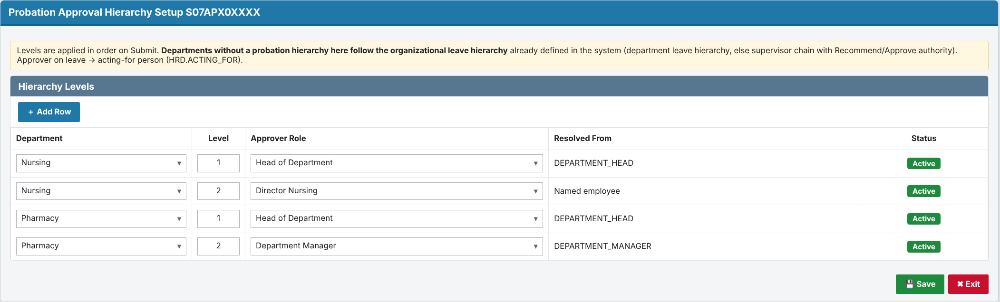 Probation Approval Hierarchy Setup S07APX0XXXX
Levels are applied in order on Submit. Departments without a probation hierarchy here follow the organizational leave hierarchy already defined in the system (department leave hierarchy, else supervisor chain with Recommend/Approve authority).
Approver on leave → acting-for person (HRD.ACTING_FOR).
Hierarchy Levels
+ Add Row
Department Level Approver Role Resolved From Status
Nursing 1 Head of Department DEPARTMENT_HEAD Active
Nursing 2 Director Nursing Named employee Active
Pharmacy 1 Head of Department DEPARTMENT_HEAD Active
Pharmacy 2 Department Manager DEPARTMENT_MANAGER Active
💾 Save ✖ Exit